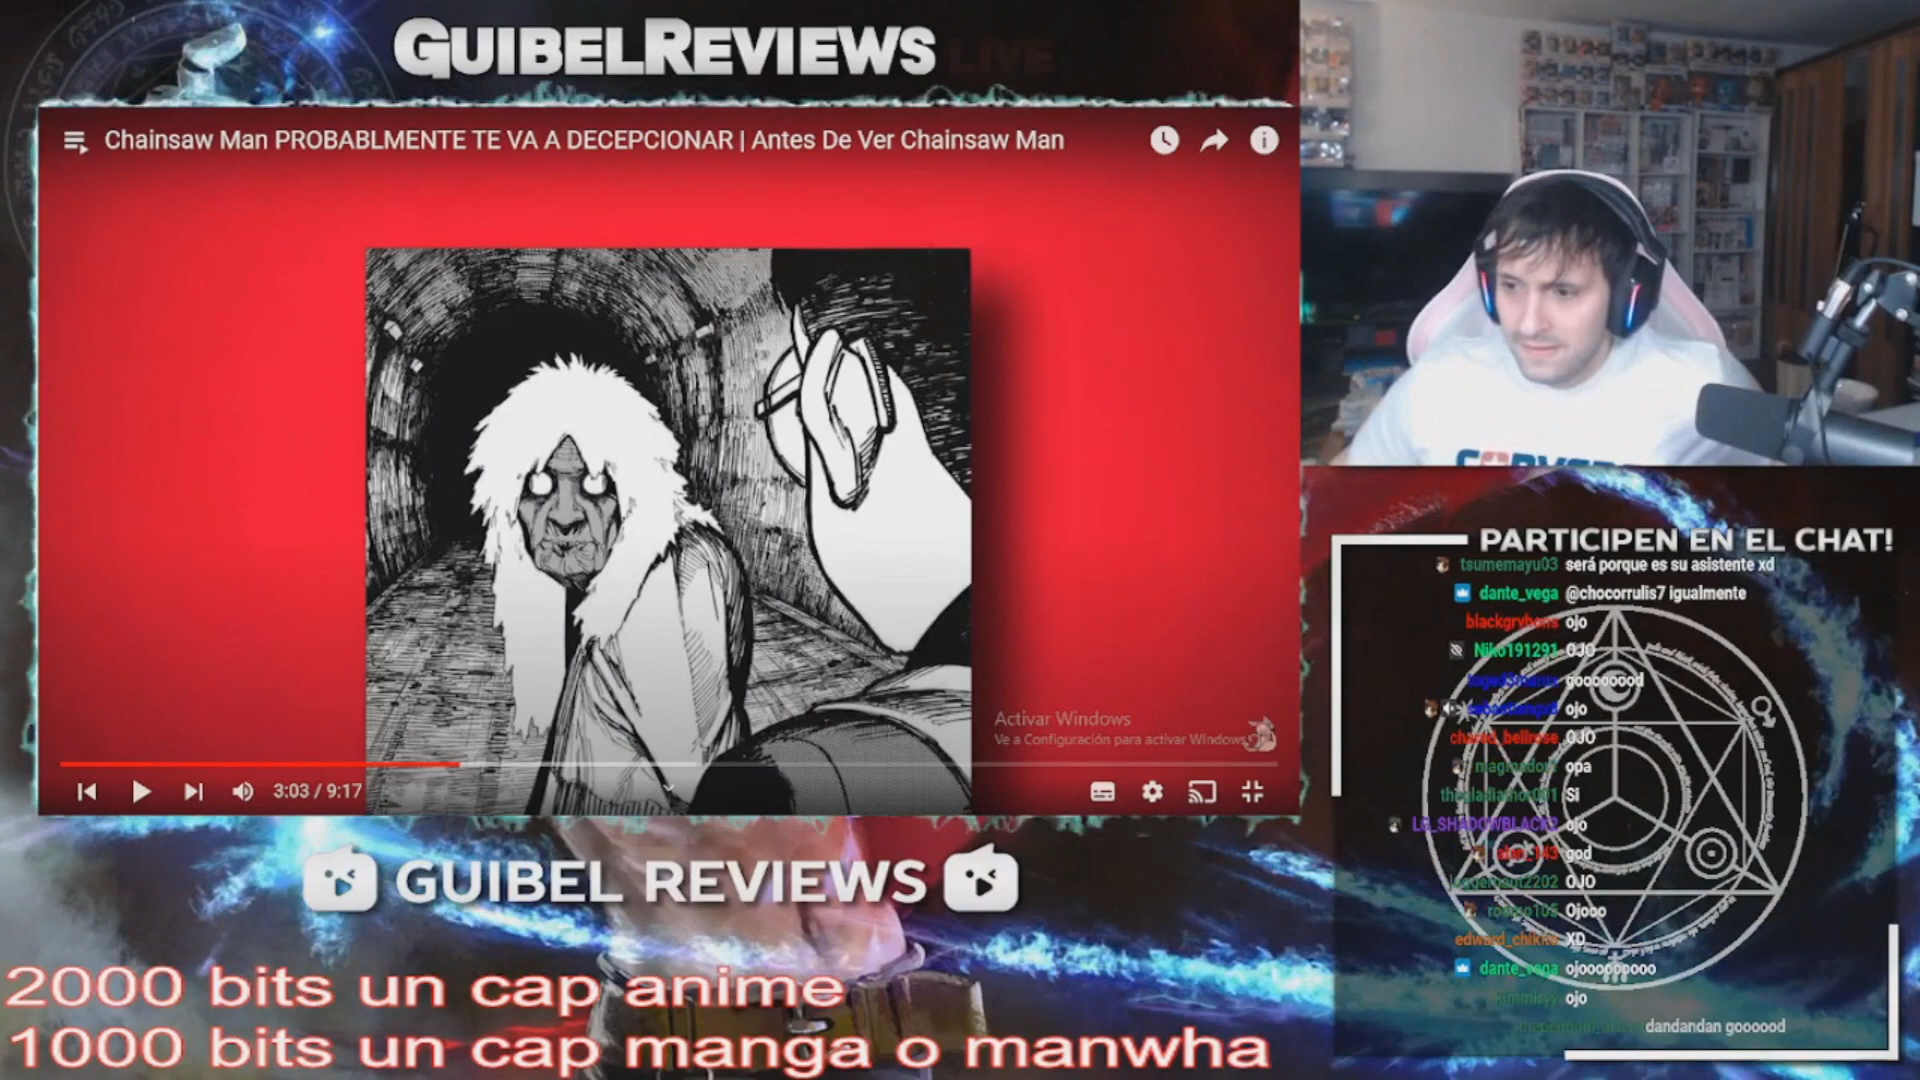 GUIBELREVIEWS LIVE
Chainsaw Man PROBABLMENTE TE VA A DECEPCIONAR | Antes De Ver Chainsaw Man
Activar Windows
Ve a Configuración para activar Windows.
3:03 / 9:17
GUIBEL REVIEWS
2000 bits un cap anime
1000 bits un cap manga o manwha
PARTICIPEN EN EL CHAT!
tsumemayu03 será porque es su asistente xd
dante_vega @chocorrulis7 igualmente
ojo
Niko191291 OJO
goooooood
ojo
OJO
opa
Si
LG_SHADOWBLACK2 ojo
god
OJO
Ojooo
XD
dante_vega ojooooooooo
ojo
dandandan goooood